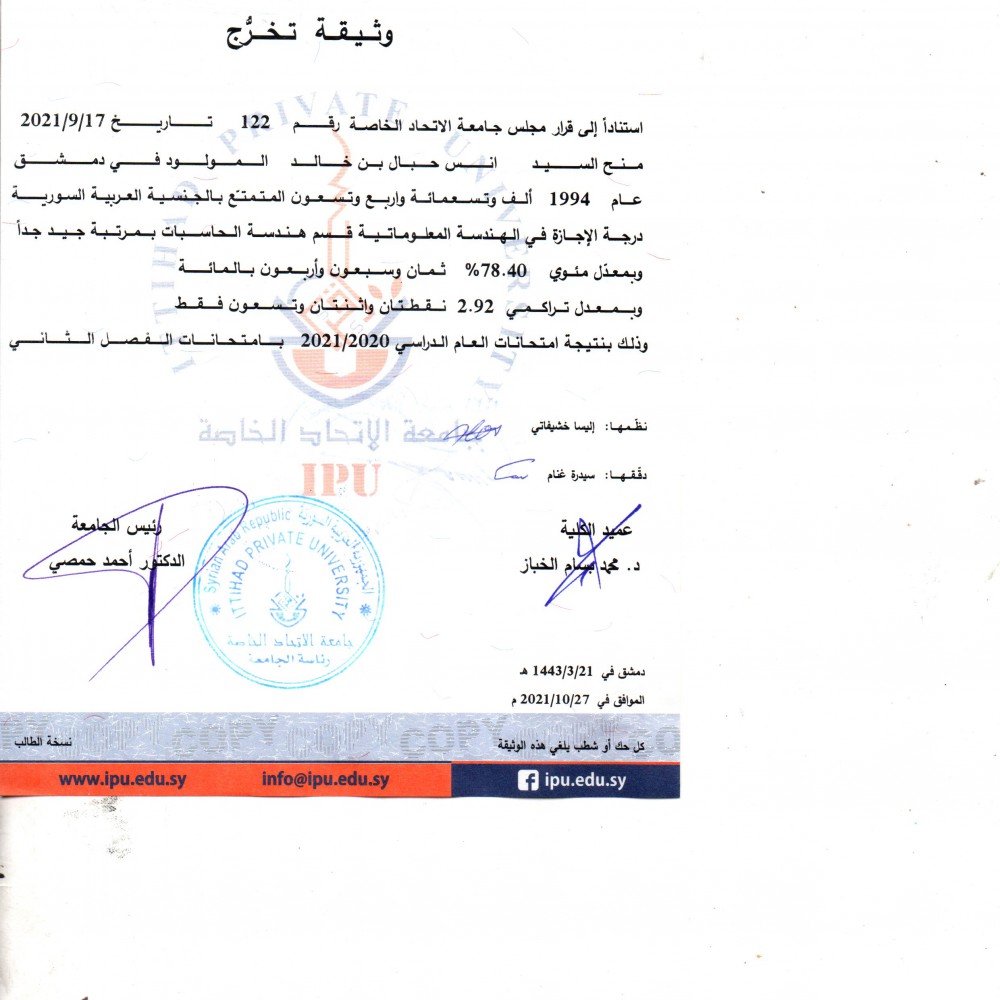 وثيقة تخرُّج
استناداً إلى قرار مجلس جامعة الاتحاد الخاصة رقم 122 تاريخ 2021/9/17
منح السيد انس حبال بن خالد المولود في دمشق
عام 1994 ألف وتسعمائة واربع وتسعون المتمتع بالجنسية العربية السورية
درجة الإجازة في الهندسة المعلوماتية قسم هندسة الحاسبات بمرتبة جيد جداً
وبمعدّل مئوي 78.40% ثمان وسبعون وأربعون بالمائة
وبمعدل تراكمي 2.92 نقطتان واثنتان وتسعون فقط
وذلك بنتيجة امتحانات العام الدراسي 2021/2020 بامتحانات الفصل الثاني
ITTIHAD PRIVATE UNIVERSITY
جامعة الاتحاد الخاصة
IPU
نظمها: إليسا خشيفاتي
دقّقها: سيدرة غنام
عميد الكلية
د. محمد بسام الخباز
رئيس الجامعة
الدكتور أحمد حمصي
Syrian Arab Republic الجمهورية العربية السورية
ITTIHAD PRIVATE UNIVERSITY
جامعة الاتحاد الخاصة
رئاسة الجامعة
دمشق في 1443/3/21 هـ
الموافق في 2021/10/27 م
COPY COPY COPY COPY
كل حك أو شطب يلغي هذه الوثيقة
نسخة الطالب
www.ipu.edu.sy info@ipu.edu.sy ipu.edu.sy